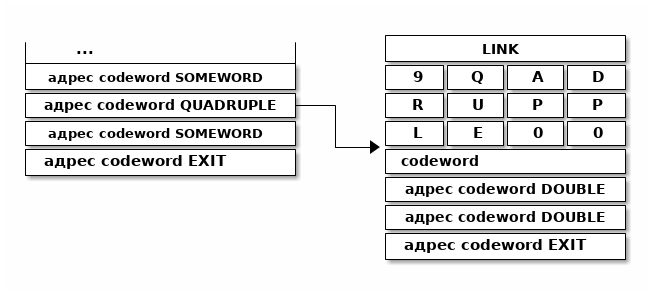 ...
адрес codeword SOMEWORD
адрес codeword QUADRUPLE
адрес codeword SOMEWORD
адрес codeword EXIT
LINK
9 Q A D
R U P P
L E 0 0
codeword
адрес codeword DOUBLE
адрес codeword DOUBLE
адрес codeword EXIT